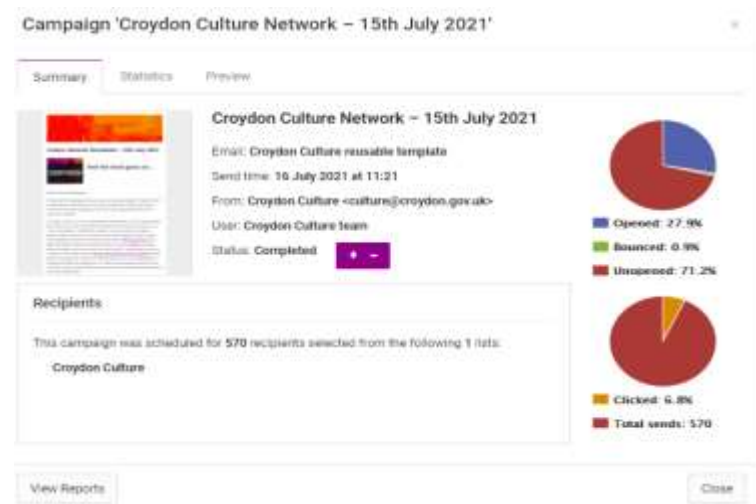 Campaign 'Croydon Culture Network – 15th July 2021'
×
Summary
Statistics
Preview
Croydon Culture Network – 15th July 2021
Email: Croydon Culture reusable template
Send time: 16 July 2021 at 11:21
From: Croydon Culture <culture@croydon.gov.uk>
User: Croydon Culture team
Status: Completed
+ -
Opened: 27.9%
Bounced: 0.9%
Unopened: 71.2%
Recipients
This campaign was scheduled for 570 recipients selected from the following 1 lists:
Croydon Culture
Clicked: 6.8%
Total sends: 570
View Reports
Close